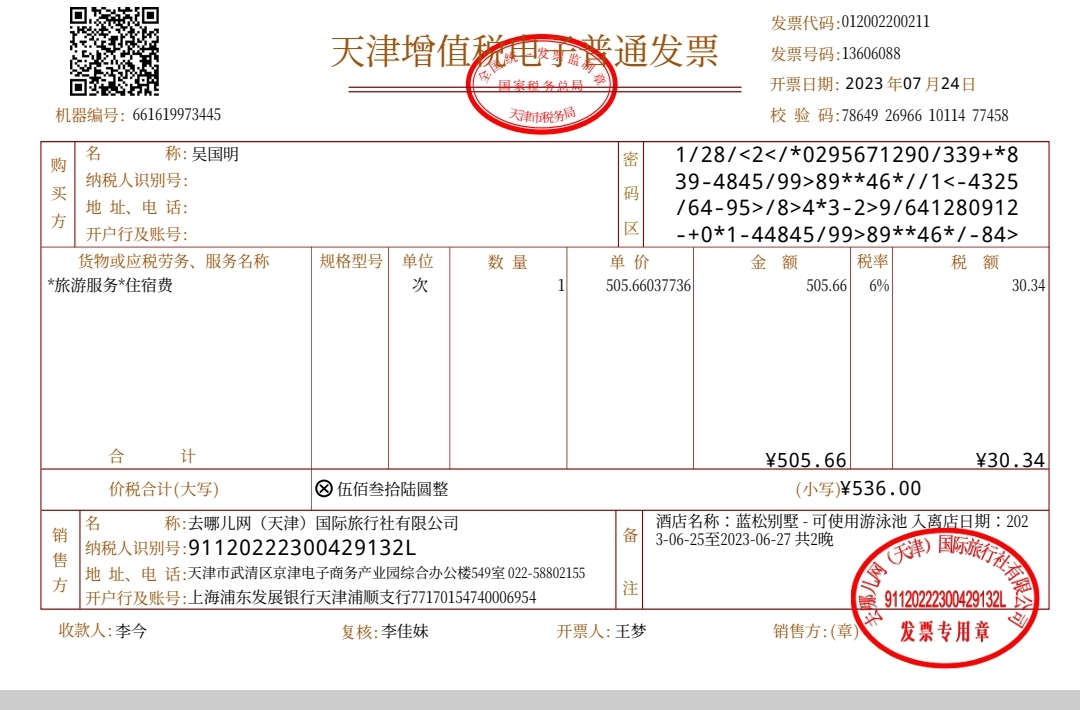 天津增值税电子普通发票
全国统一发票监制章
国家税务总局
天津市税务局
发票代码:012002200211
发票号码:13606088
开票日期: 2023 年07 月24日
校 验 码:78649 26966 10114 77458
机器编号: 661619973445
购买方
名 称: 吴国明
纳税人识别号:
地 址、电 话:
开户行及账号:
密码区
1/28/<2</*0295671290/339+*8
39-4845/99>89**46*//1<-4325
/64-95>/8>4*3-2>9/641280912
-+0*1-44845/99>89**46*/-84>
货物或应税劳务、服务名称 规格型号 单位 数 量 单 价 金 额 税率 税 额
*旅游服务*住宿费 次 1 505.66037736 505.66 6% 30.34
合 计 ¥505.66 ¥30.34
价税合计(大写) ⊗ 伍佰叁拾陆圆整 (小写)¥536.00
销售方
名 称:去哪儿网（天津）国际旅行社有限公司
纳税人识别号:91120222300429132L
地 址、电 话:天津市武清区京津电子商务产业园综合办公楼549室 022-58802155
开户行及账号:上海浦东发展银行天津浦顺支行77170154740006954
备注
酒店名称：蓝松别墅 - 可使用游泳池 入离店日期：202
3-06-25至2023-06-27 共2晚
去哪儿网（天津）国际旅行社有限公司
91120222300429132L
发票专用章
收款人: 李今 复核: 李佳妹 开票人: 王梦 销售方: (章)